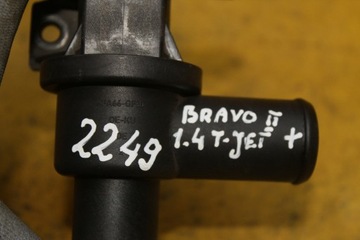 2249
BRAVO II
1.4 T-JET +